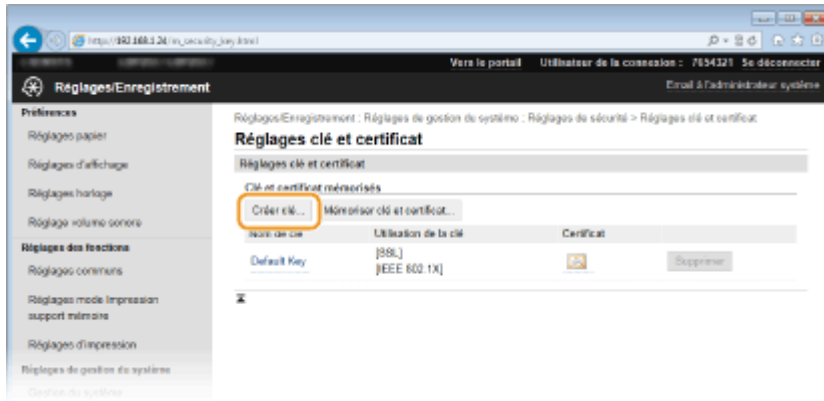 https://192.168.1.24/m_security_key.html
Vers le portail Utilisateur de la connexion : 7654321 Se déconnecter
Réglages/Enregistrement
Email à l'administrateur système
Préférences
Réglages papier
Réglages d'affichage
Réglages horloge
Réglage volume sonore
Réglages des fonctions
Réglages communs
Réglages mode Impression
support mémoire
Réglages d'impression
Réglages de gestion du système
Gestion du système
Réglages/Enregistrement : Réglages de gestion du système : Réglages de sécurité > Réglages clé et certificat
Réglages clé et certificat
Réglages clé et certificat
Clé et certificat mémorisés
Créer clé... Mémoriser clé et certificat...
Nom de clé Utilisation de la clé Certificat
Default Key [SSL] Supprimer
[IEEE 802.1X]